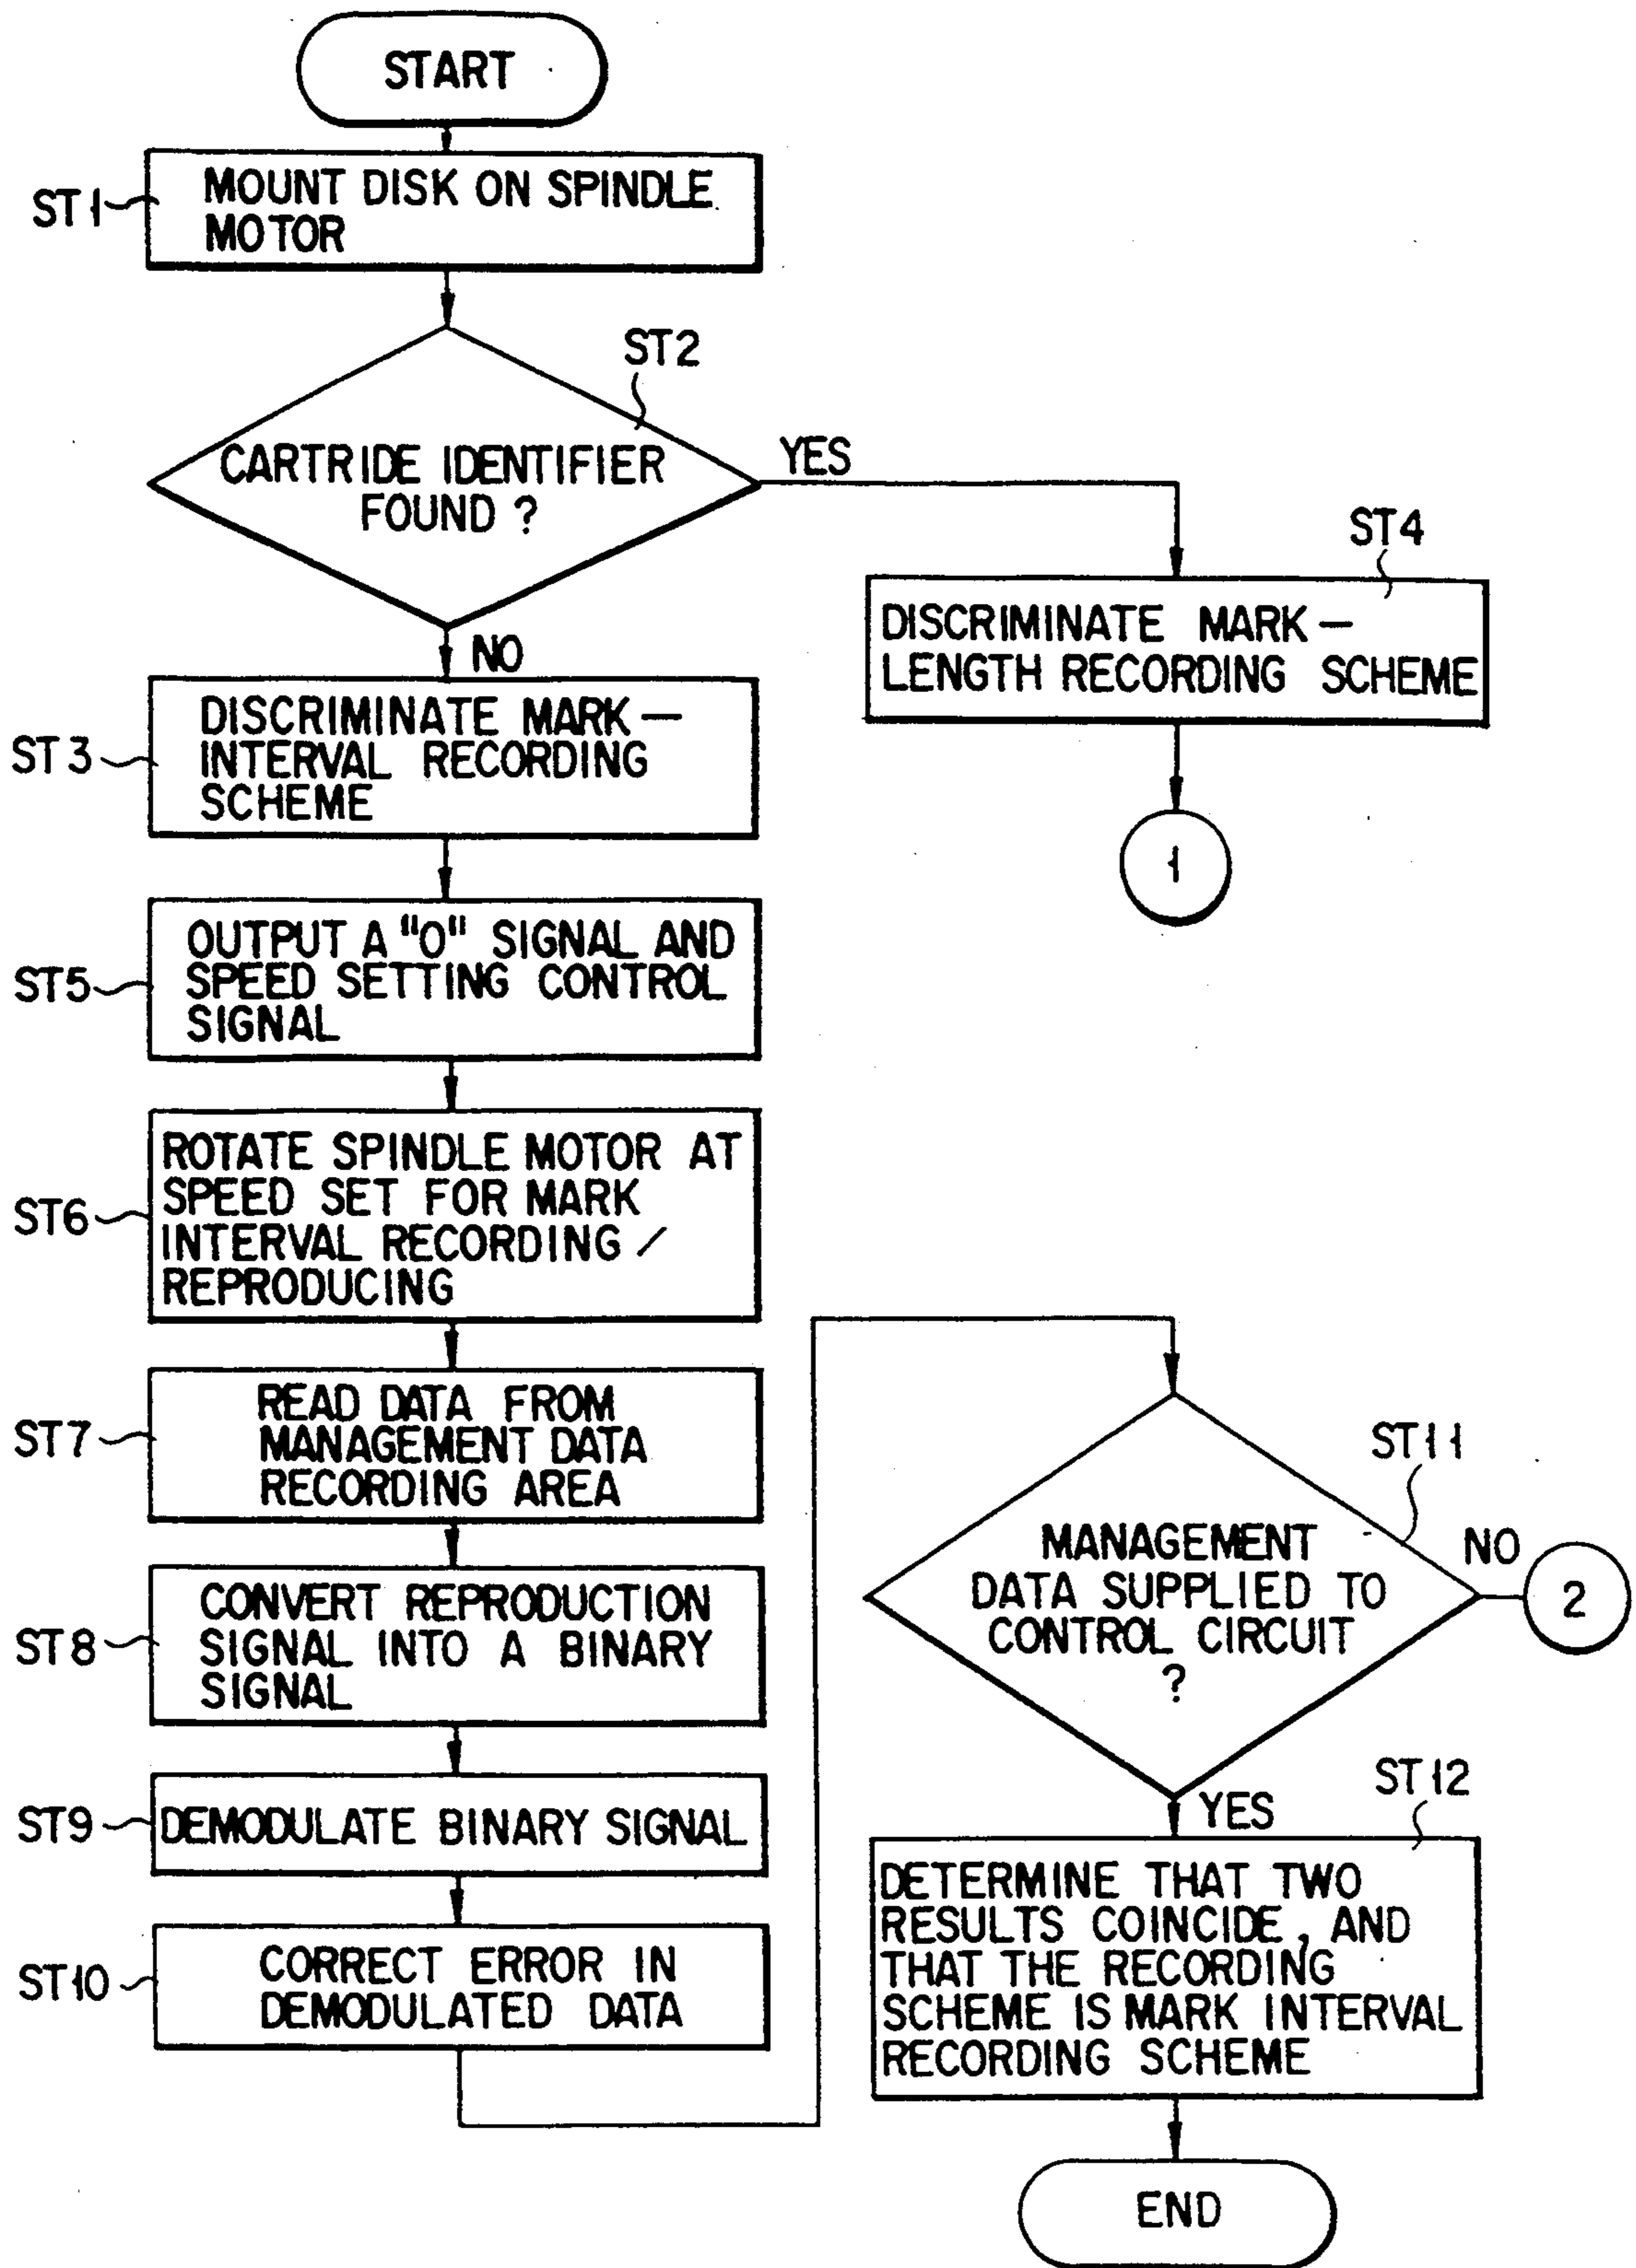 START
ST1
MOUNT DISK ON SPINDLE
MOTOR
ST2
CARTRIDE IDENTIFIER
FOUND ?
YES
NO
ST4
DISCRIMINATE MARK-
LENGTH RECORDING SCHEME
1
ST3
DISCRIMINATE MARK-
INTERVAL RECORDING
SCHEME
ST5
OUTPUT A "0" SIGNAL AND
SPEED SETTING CONTROL
SIGNAL
ST6
ROTATE SPINDLE MOTOR AT
SPEED SET FOR MARK
INTERVAL RECORDING /
REPRODUCING
ST7
READ DATA FROM
MANAGEMENT DATA
RECORDING AREA
ST8
CONVERT REPRODUCTION
SIGNAL INTO A BINARY
SIGNAL
ST9
DEMODULATE BINARY SIGNAL
ST10
CORRECT ERROR IN
DEMODULATED DATA
ST11
MANAGEMENT
DATA SUPPLIED TO
CONTROL CIRCUIT
?
NO
2
YES
ST12
DETERMINE THAT TWO
RESULTS COINCIDE, AND
THAT THE RECORDING
SCHEME IS MARK INTERVAL
RECORDING SCHEME
END